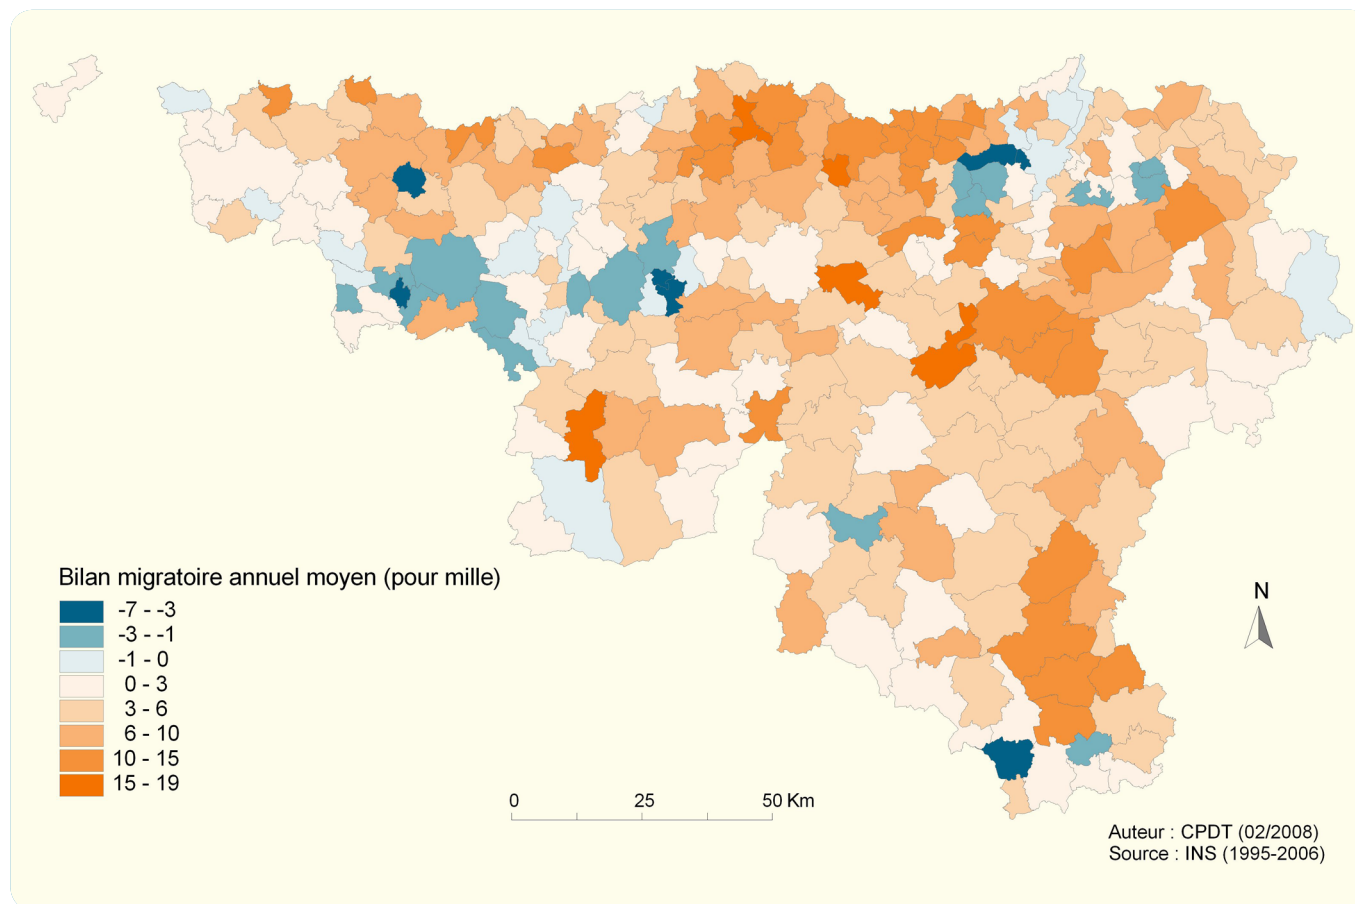 Bilan migratoire annuel moyen (pour mille)
-7 - -3
-3 - -1
-1 - 0
0 - 3
3 - 6
6 - 10
10 - 15
15 - 19
N
0 25 50 Km
Auteur : CPDT (02/2008)
Source : INS (1995-2006)